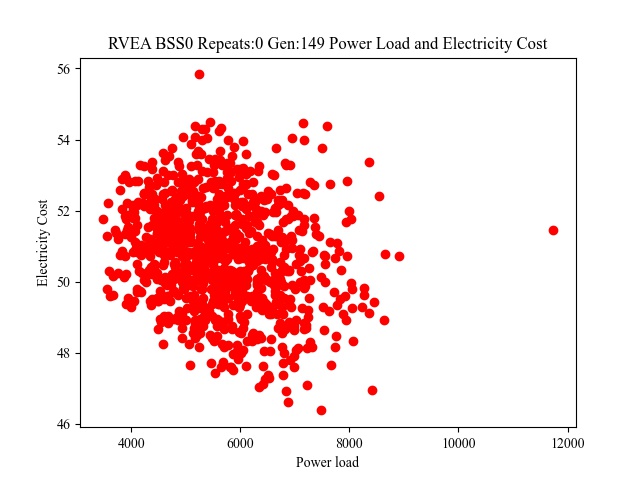 RVEA BSS0 Repeats:0 Gen:149 Power Load and Electricity Cost
56
54
52
50
48
46
Electricity Cost
4000 6000 8000 10000 12000
Power load